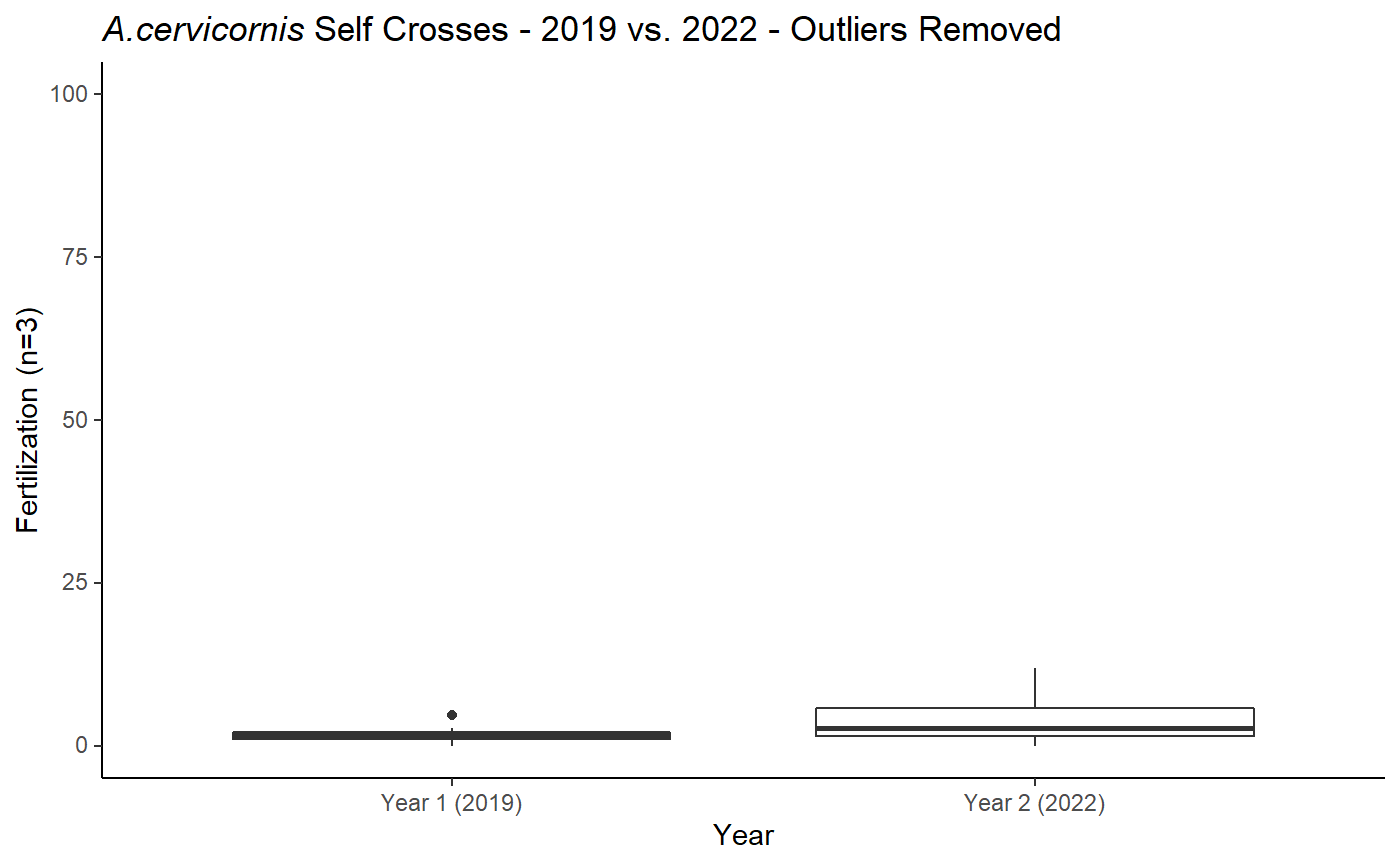 A.cervicornis Self Crosses - 2019 vs. 2022 - Outliers Removed
100
75
50
25
0
Fertilization (n=3)
Year 1 (2019)
Year 2 (2022)
Year